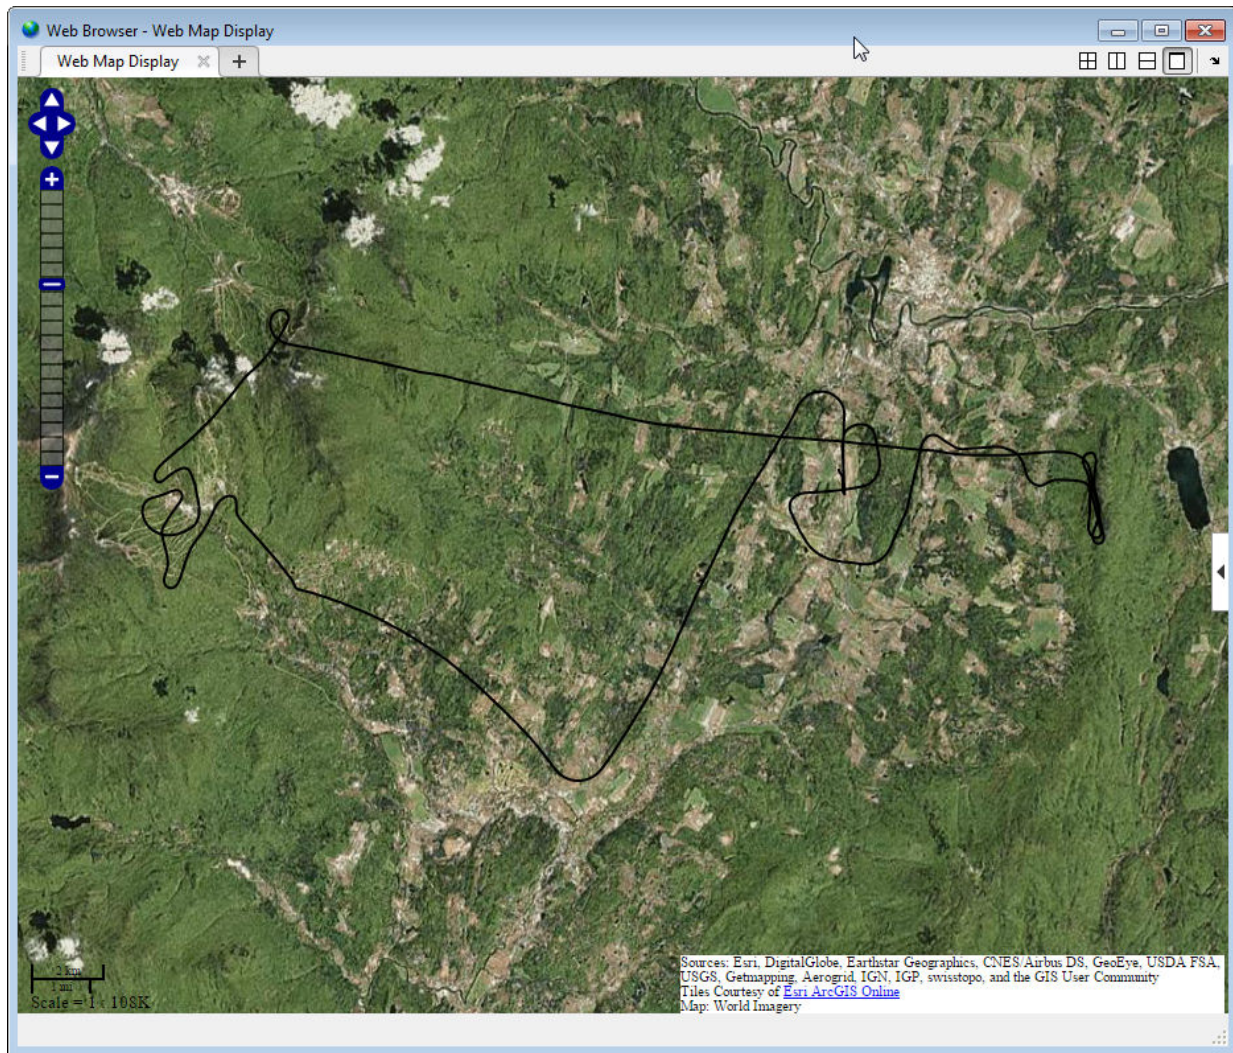 Web Browser - Web Map Display
Web Map Display
2 km
1 mi
Scale = 1 : 108K
Sources: Esri, DigitalGlobe, Earthstar Geographics, CNES/Airbus DS, GeoEye, USDA FSA,
USGS, Getmapping, Aerogrid, IGN, IGP, swisstopo, and the GIS User Community
Tiles Courtesy of Esri ArcGIS Online
Map: World Imagery